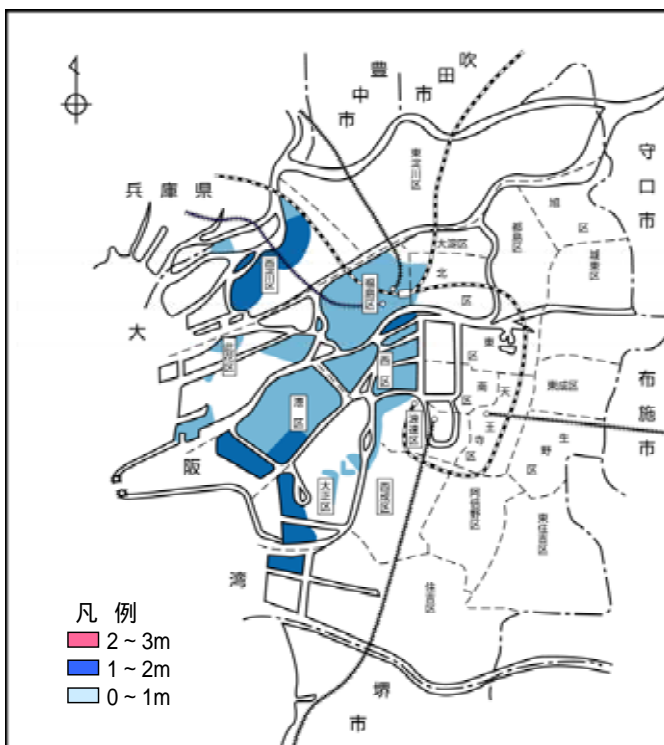 吹
田
市
豊
中
市
兵庫県
守口市
東淀川区
旭
区
都島区
城東区
大淀区
北
区
西淀川区
福島区
此花区
大
東
区
西区
南
区
天
王
寺
区
東成区
布施市
港区
浪速区
生
野
区
阪
大正区
西成区
阿倍野区
東住吉区
住吉区
湾
堺
市
凡例
2~3m
1~2m
0~1m